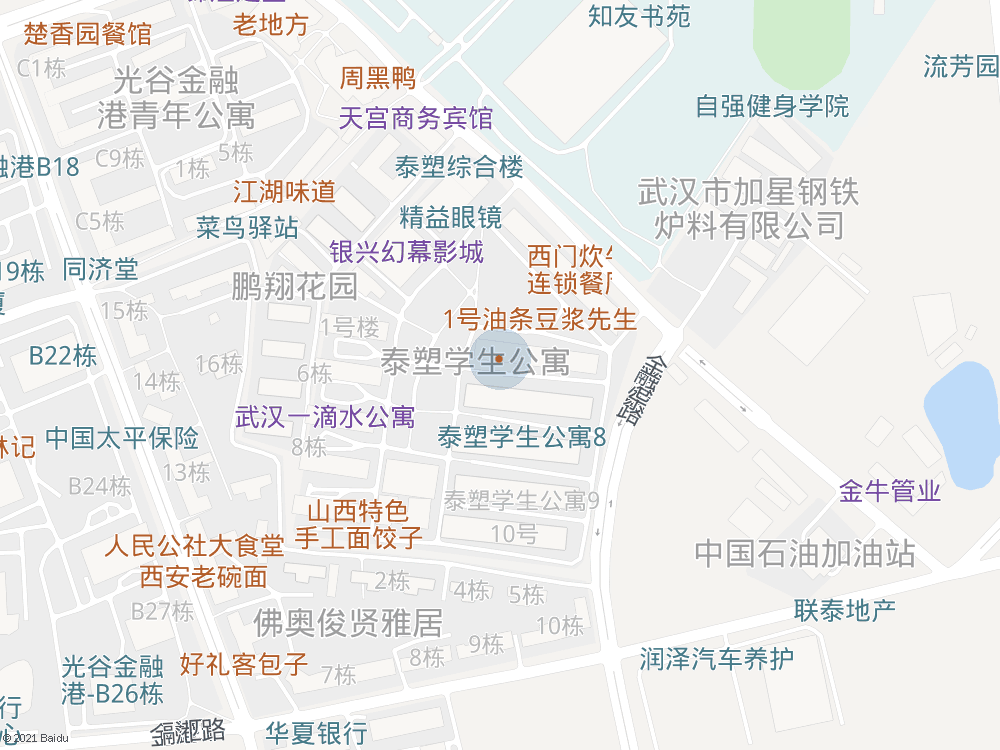 知友书苑
老地方
楚香园餐馆
C1栋
光谷金融
港青年公寓
周黑鸭
流芳园
自强健身学院
天宫商务宾馆
C9栋
5栋
1栋
融港B18
泰塑综合楼
江湖味道
武汉市加星钢铁
炉料有限公司
C5栋
菜鸟驿站
精益眼镜
银兴幻幕影城
西门炊
连锁餐
19栋
同济堂
鹏翔花园
15栋
1号楼
1号油条豆浆先生
B22栋
16栋
6栋
泰塑学生公寓
14栋
武汉一滴水公寓
中国太平保险
8栋
泰塑学生公寓8
13栋
B24栋
金牛管业
山西特色
手工面饺子
泰塑学生公寓9
10号
人民公社大食堂
西安老碗面
中国石油加油站
2栋
4栋
5栋
B27栋
佛奥俊贤雅居
10栋
联泰地产
9栋
8栋
光谷金融
港-B26栋
好礼客包子
7栋
润泽汽车养护
行
华夏银行
© 2021 Baidu